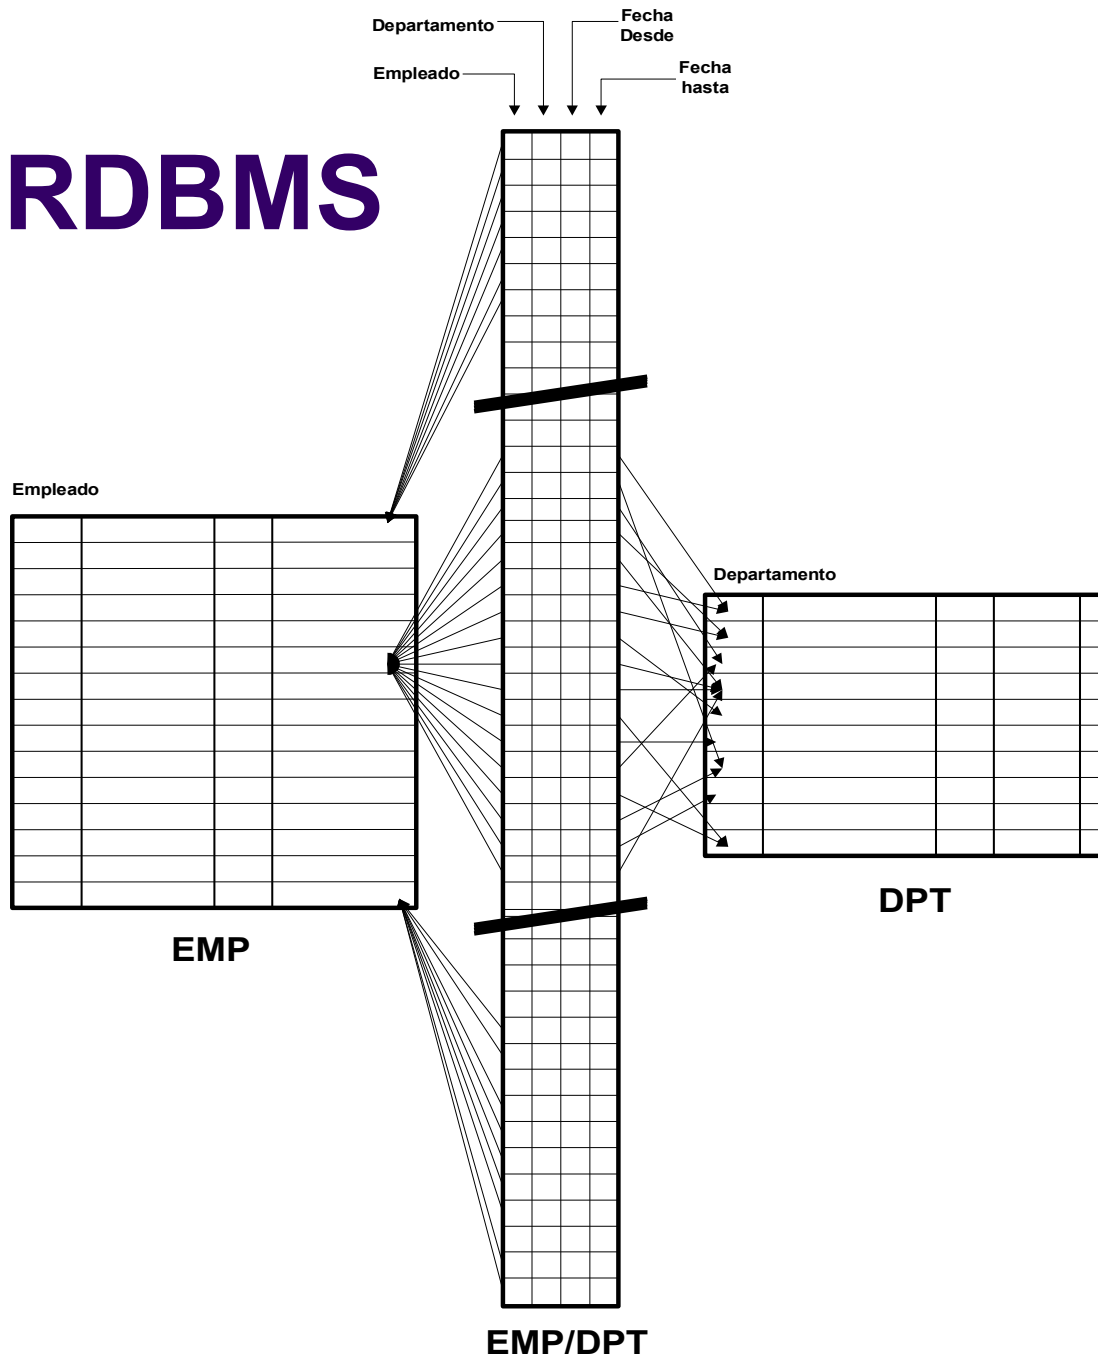 Departamento
Fecha
Desde
Empleado
Fecha
hasta
RDBMS
Empleado
Departamento
DPT
EMP
EMP/DPT